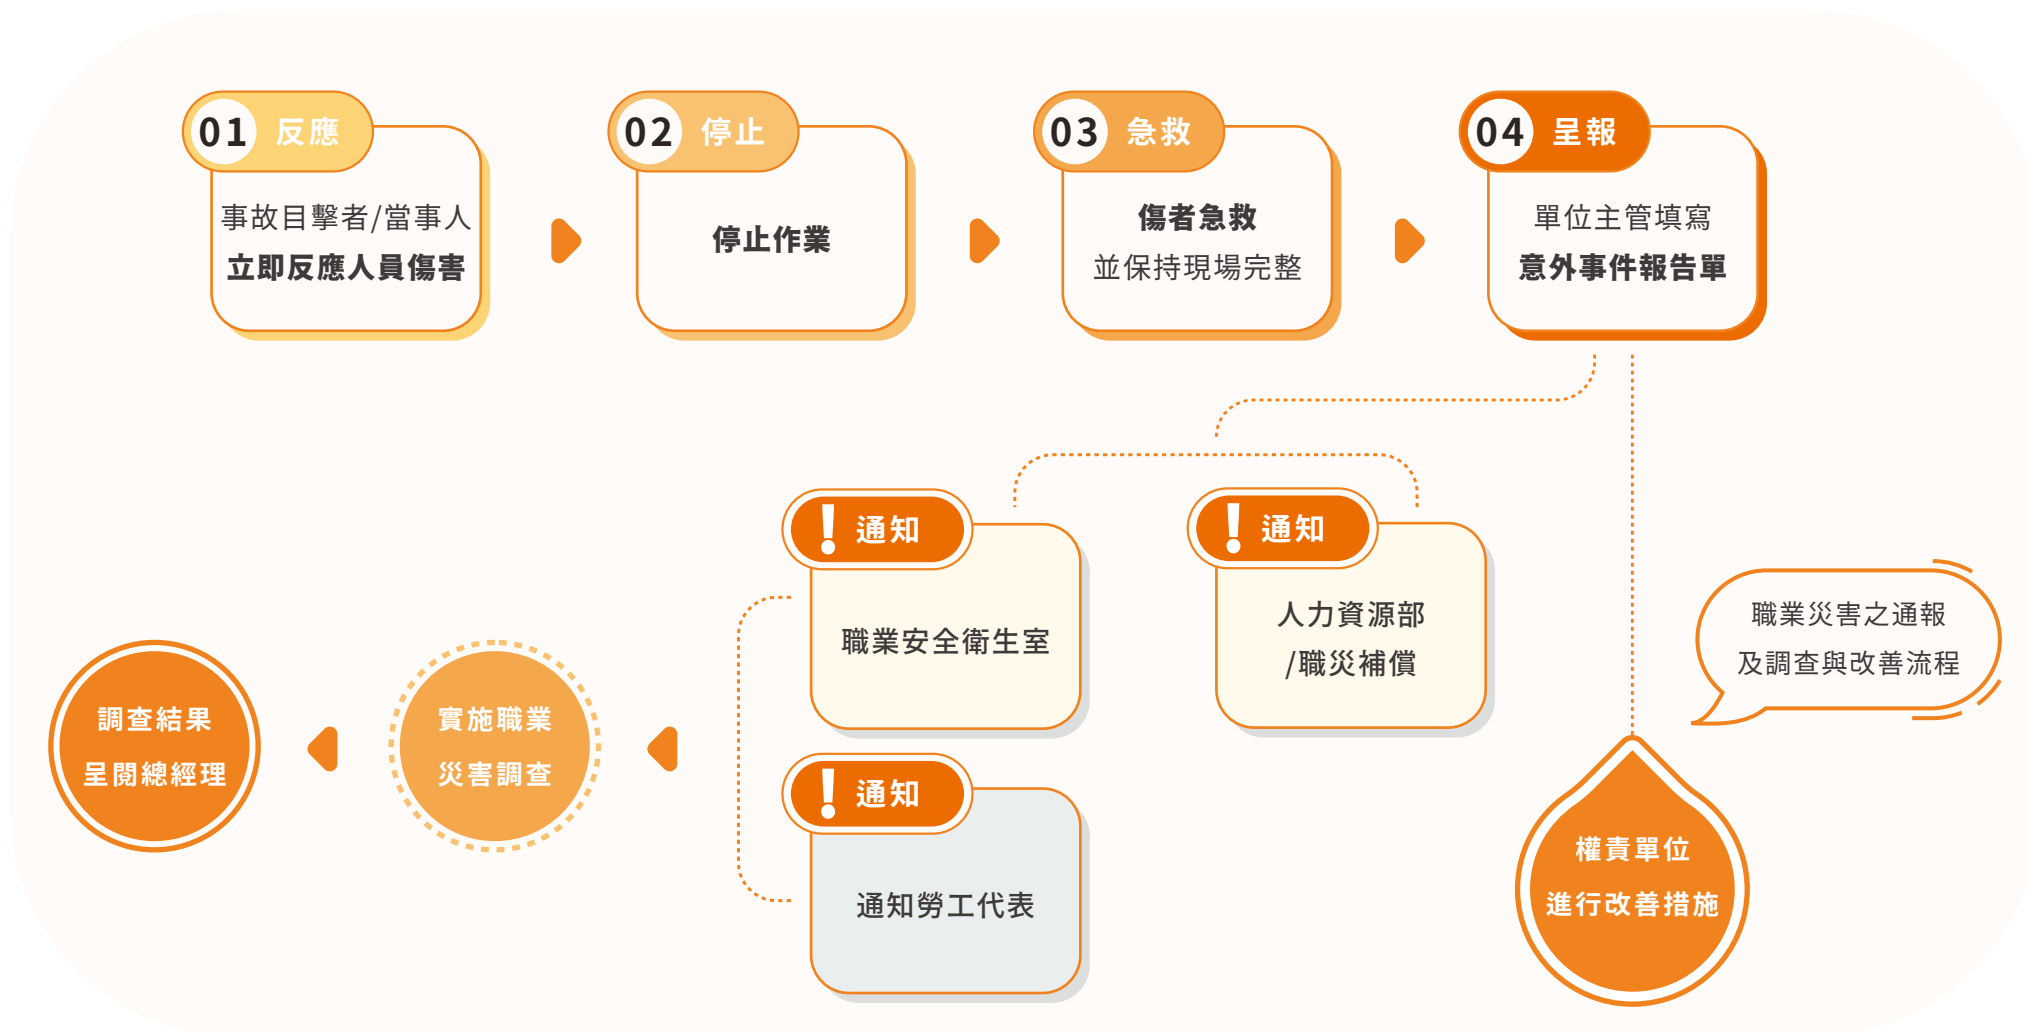 01 反應
事故目擊者/當事人
立即反應人員傷害
02 停止
停止作業
03 急救
傷者急救
並保持現場完整
04 呈報
單位主管填寫
意外事件報告單
! 通知
職業安全衛生室
! 通知
人力資源部
/職災補償
! 通知
通知勞工代表
實施職業
災害調查
調查結果
呈閱總經理
職業災害之通報
及調查與改善流程
權責單位
進行改善措施